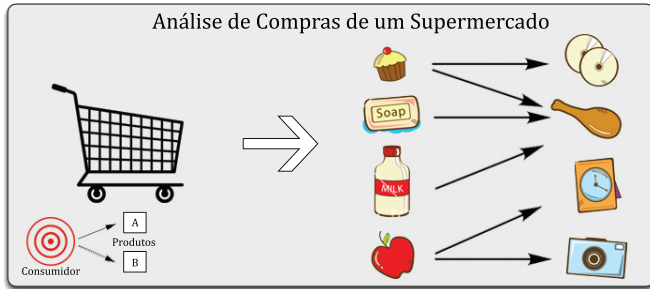 Análise de Compras de um Supermercado
Soap
MILK
A
Produtos
B
Consumidor